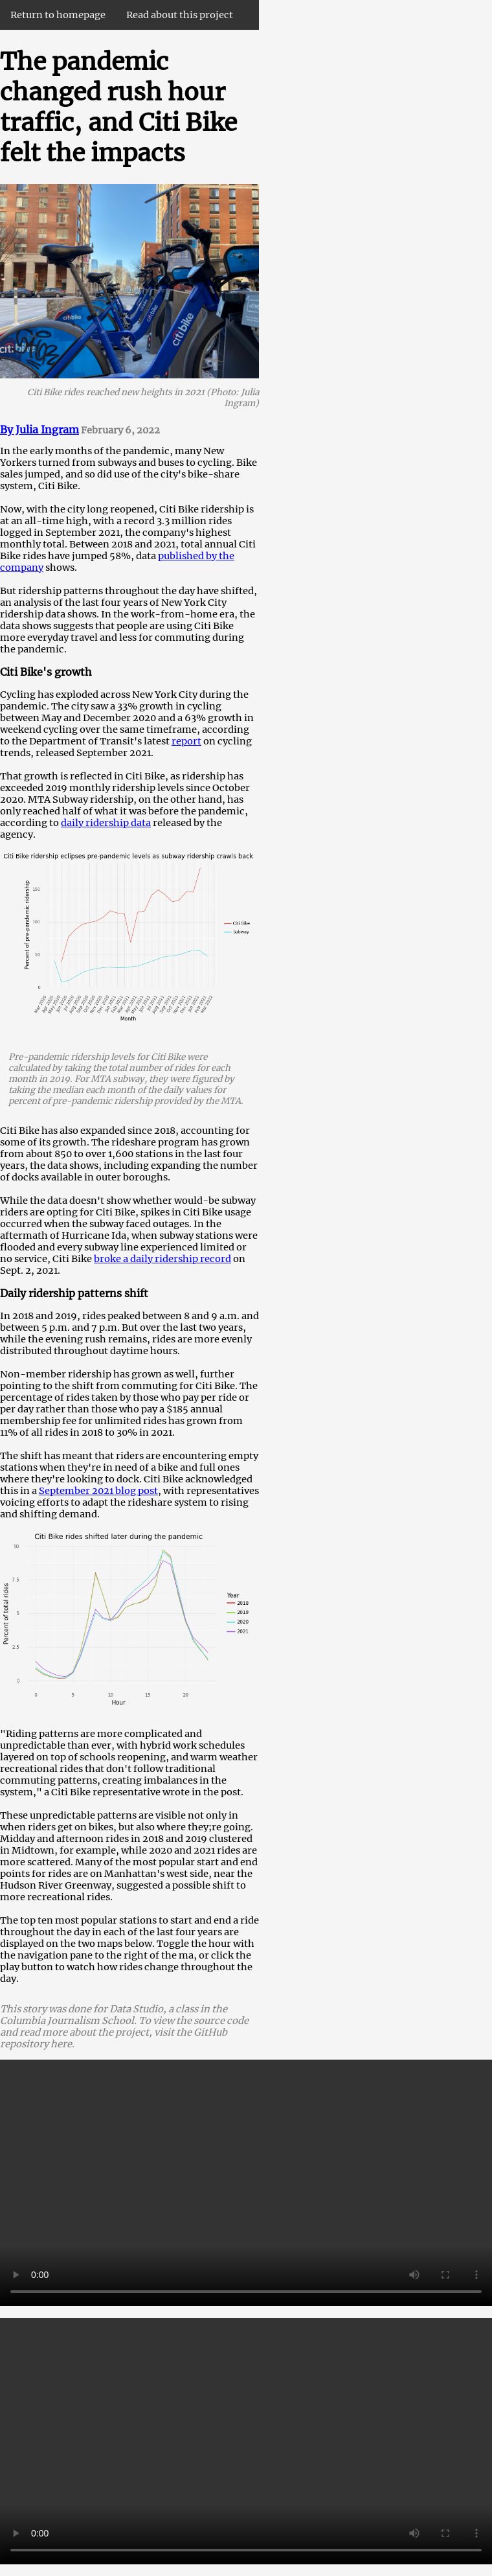 Return to homepage Read about this project
The pandemic
changed rush hour
traffic, and Citi Bike
felt the impacts
citi bike
citi bike
citi bike
Citi Bike rides reached new heights in 2021 (Photo: Julia
Ingram)
By Julia Ingram February 6, 2022
In the early months of the pandemic, many New
Yorkers turned from subways and buses to cycling. Bike
sales jumped, and so did use of the city's bike-share
system, Citi Bike.
Now, with the city long reopened, Citi Bike ridership is
at an all-time high, with a record 3.3 million rides
logged in September 2021, the company's highest
monthly total. Between 2018 and 2021, total annual Citi
Bike rides have jumped 58%, data published by the
company shows.
But ridership patterns throughout the day have shifted,
an analysis of the last four years of New York City
ridership data shows. In the work-from-home era, the
data shows suggests that people are using Citi Bike
more everyday travel and less for commuting during
the pandemic.
Citi Bike's growth
Cycling has exploded across New York City during the
pandemic. The city saw a 33% growth in cycling
between May and December 2020 and a 63% growth in
weekend cycling over the same timeframe, according
to the Department of Transit's latest report on cycling
trends, released September 2021.
That growth is reflected in Citi Bike, as ridership has
exceeded 2019 monthly ridership levels since October
2020. MTA Subway ridership, on the other hand, has
only reached half of what it was before the pandemic,
according to daily ridership data released by the
agency.
Citi Bike ridership eclipses pre-pandemic levels as subway ridership crawls back
Percent of pre-pandemic ridership
150
100
50
0
Citi Bike
Subway
Month
Pre-pandemic ridership levels for Citi Bike were
calculated by taking the total number of rides for each
month in 2019. For MTA subway, they were figured by
taking the median each month of the daily values for
percent of pre-pandemic ridership provided by the MTA.
Citi Bike has also expanded since 2018, accounting for
some of its growth. The rideshare program has grown
from about 850 to over 1,600 stations in the last four
years, the data shows, including expanding the number
of docks available in outer boroughs.
While the data doesn't show whether would-be subway
riders are opting for Citi Bike, spikes in Citi Bike usage
occurred when the subway faced outages. In the
aftermath of Hurricane Ida, when subway stations were
flooded and every subway line experienced limited or
no service, Citi Bike broke a daily ridership record on
Sept. 2, 2021.
Daily ridership patterns shift
In 2018 and 2019, rides peaked between 8 and 9 a.m. and
between 5 p.m. and 7 p.m. But over the last two years,
while the evening rush remains, rides are more evenly
distributed throughout daytime hours.
Non-member ridership has grown as well, further
pointing to the shift from commuting for Citi Bike. The
percentage of rides taken by those who pay per ride or
per day rather than those who pay a $185 annual
membership fee for unlimited rides has grown from
11% of all rides in 2018 to 30% in 2021.
The shift has meant that riders are encountering empty
stations when they're in need of a bike and full ones
where they're looking to dock. Citi Bike acknowledged
this in a September 2021 blog post, with representatives
voicing efforts to adapt the rideshare system to rising
and shifting demand.
Citi Bike rides shifted later during the pandemic
Percent of total rides
10
7.5
5
2.5
0
0 5 10 15 20
Hour
Year
2018
2019
2020
2021
"Riding patterns are more complicated and
unpredictable than ever, with hybrid work schedules
layered on top of schools reopening, and warm weather
recreational rides that don't follow traditional
commuting patterns, creating imbalances in the
system," a Citi Bike representative wrote in the post.
These unpredictable patterns are visible not only in
when riders get on bikes, but also where they;re going.
Midday and afternoon rides in 2018 and 2019 clustered
in Midtown, for example, while 2020 and 2021 rides are
more scattered. Many of the most popular start and end
points for rides are on Manhattan's west side, near the
Hudson River Greenway, suggested a possible shift to
more recreational rides.
The top ten most popular stations to start and end a ride
throughout the day in each of the last four years are
displayed on the two maps below. Toggle the hour with
the navigation pane to the right of the ma, or click the
play button to watch how rides change throughout the
day.
This story was done for Data Studio, a class in the
Columbia Journalism School. To view the source code
and read more about the project, visit the GitHub
repository here.
0:00
0:00